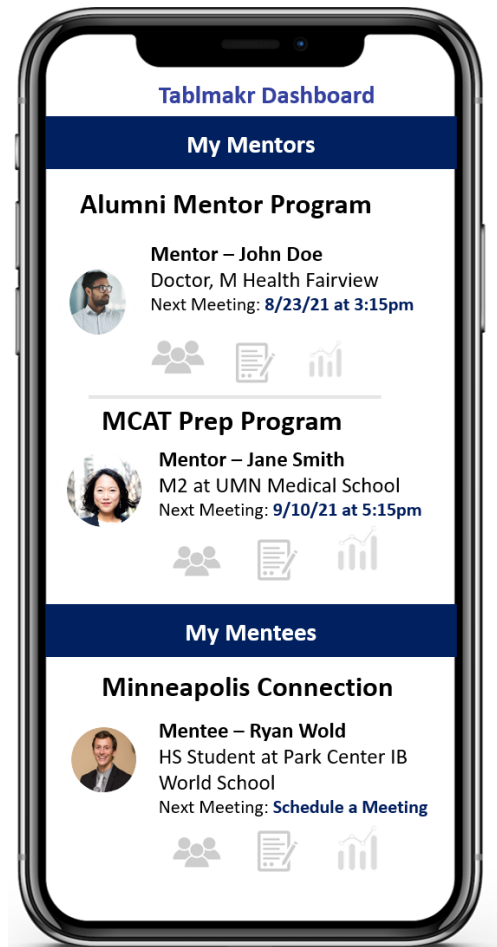 Tablmakr Dashboard
My Mentors
Alumni Mentor Program
Mentor – John Doe
Doctor, M Health Fairview
Next Meeting: 8/23/21 at 3:15pm
MCAT Prep Program
Mentor – Jane Smith
M2 at UMN Medical School
Next Meeting: 9/10/21 at 5:15pm
My Mentees
Minneapolis Connection
Mentee – Ryan Wold
HS Student at Park Center IB
World School
Next Meeting: Schedule a Meeting